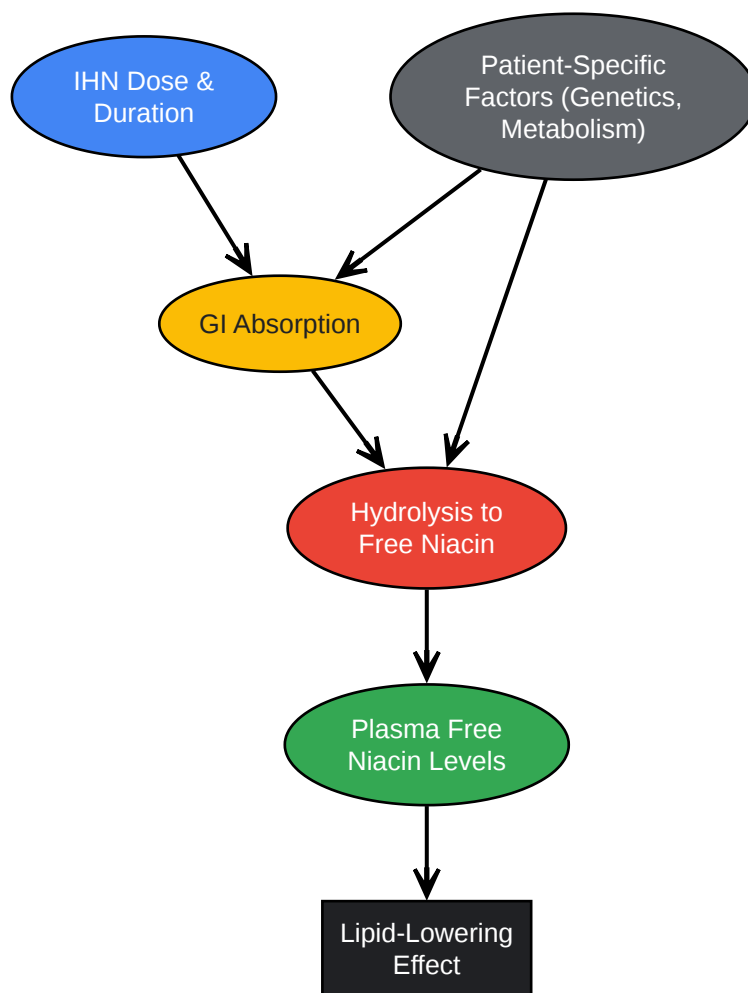 IHN Dose &
Duration
Patient-Specific
Factors (Genetics,
Metabolism)
GI Absorption
Hydrolysis to
Free Niacin
Plasma Free
Niacin Levels
Lipid-Lowering
Effect